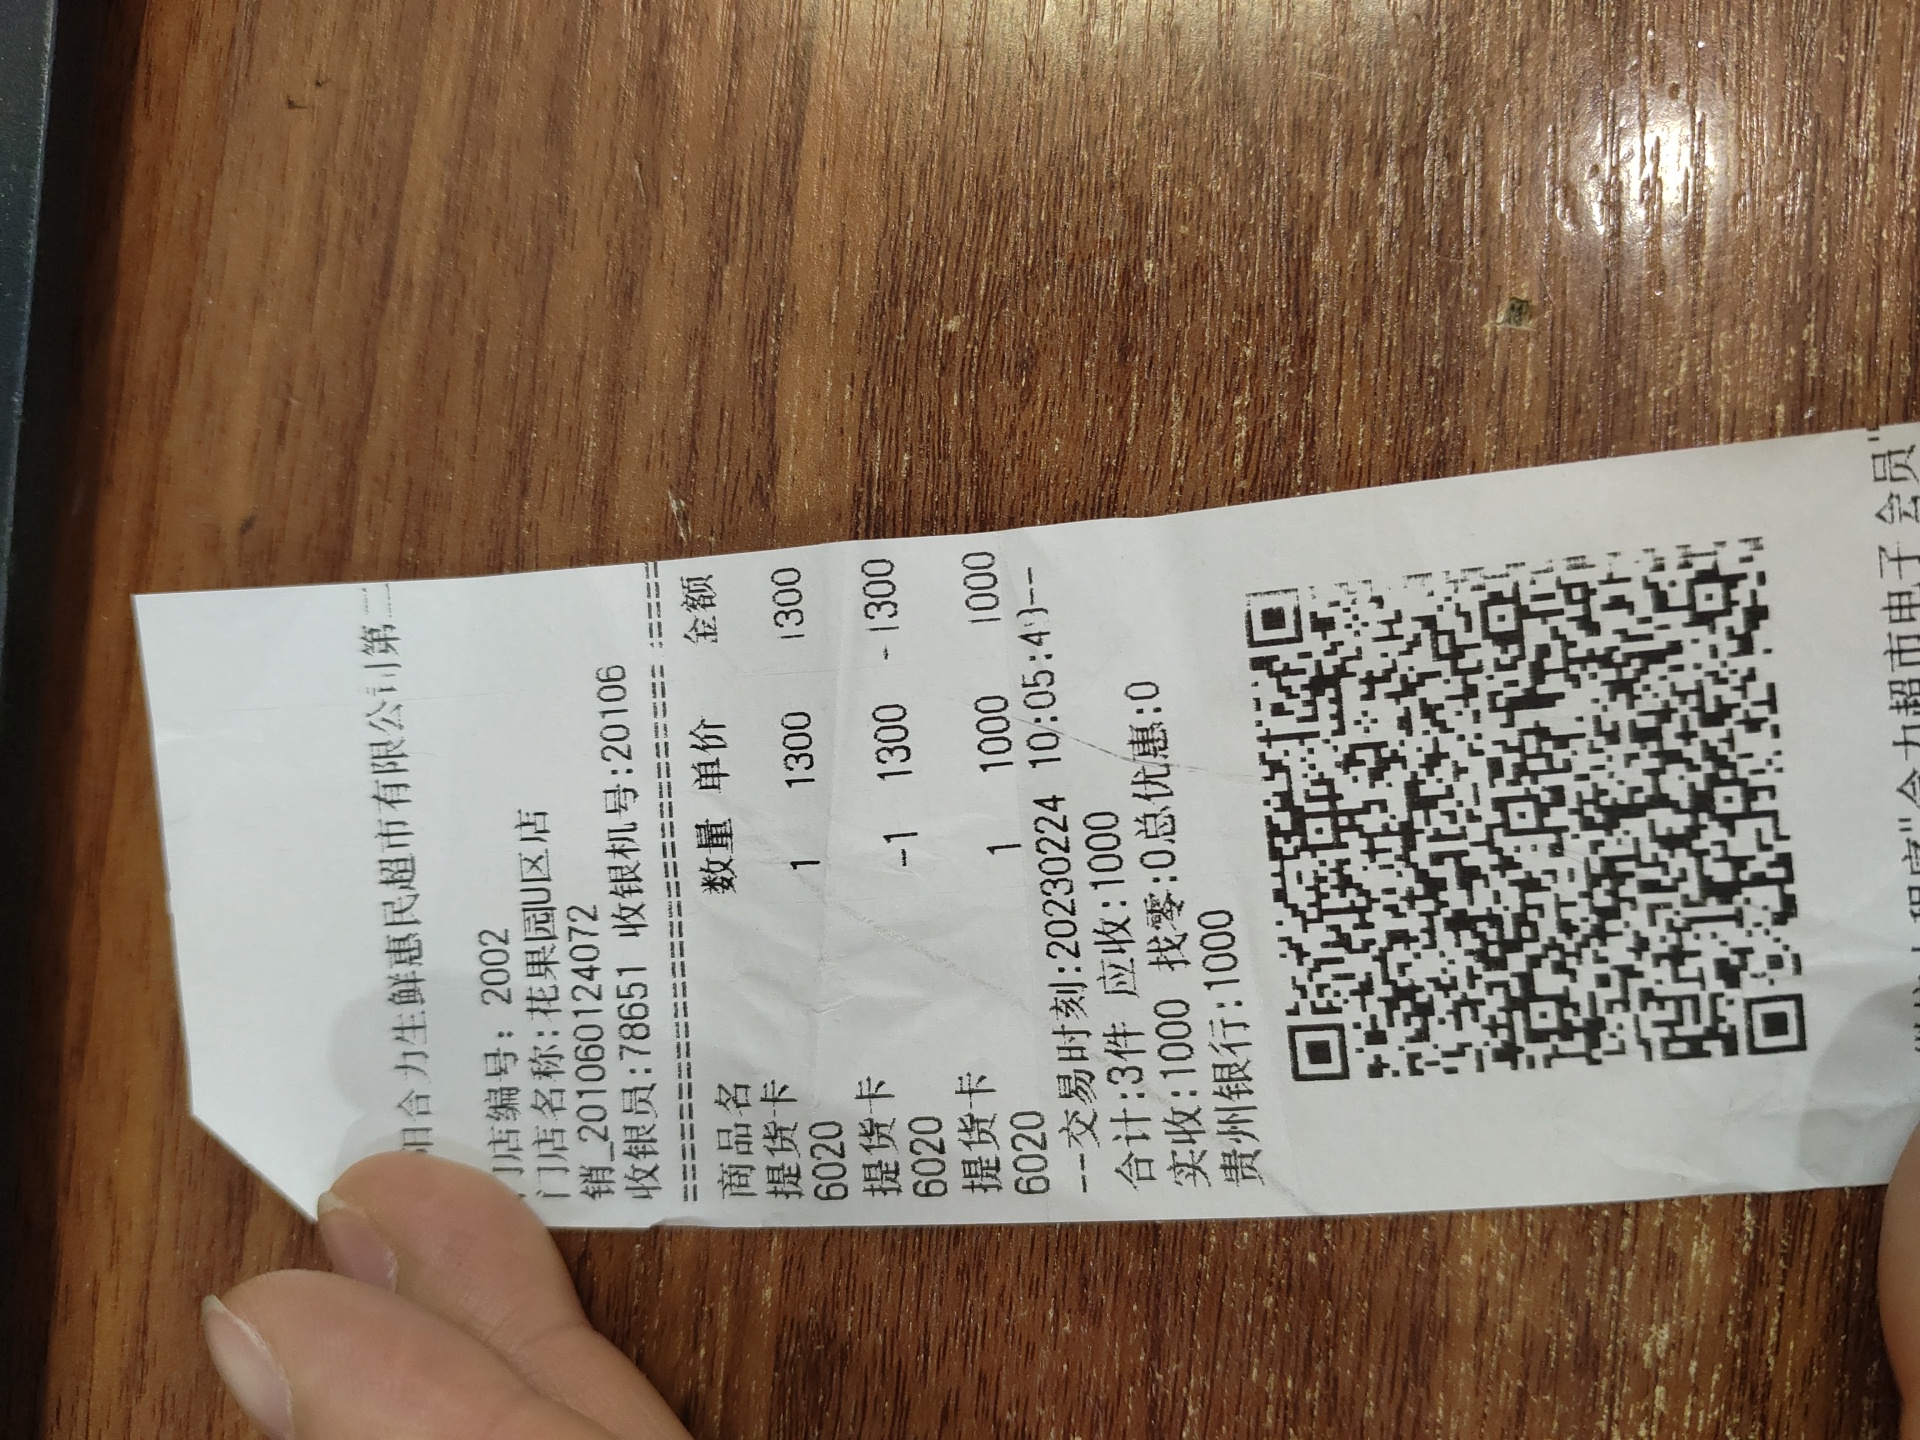 阳合力生鲜惠民超市有限公司第二
门店编号: 2002
门店名称:花果园U区店
销_2010601240​72
收银员:78651 收银机号:20106
商品名 数量 单价 金额
提货卡 1 1300 1300
6020
提货卡 -1 1300 -1300
6020
提货卡 1 1000 1000
6020
--交易时刻:20230224 10:05:4
合计:3件 应收:1000
实收:1000 找零:0总优惠:0
贵州银行:1000
程序"合力超市电子会员"